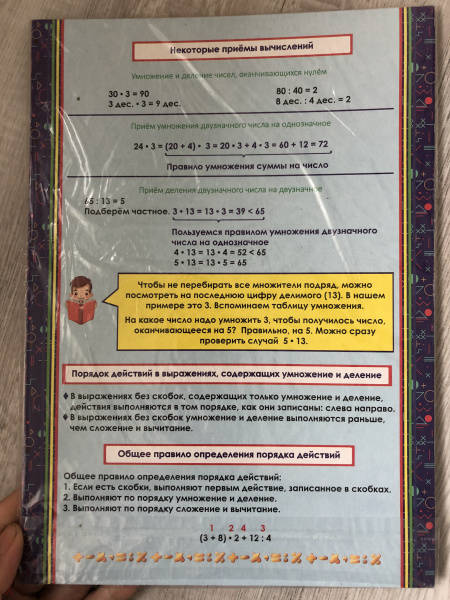 Некоторые приёмы вычислений
Умножение и деление чисел, оканчивающихся нулём
30 • 3 = 90
80 : 40 = 2
3 дес. • 3 = 9 дес.
8 дес. : 4 дес. = 2
Приём умножения двузначного числа на однозначное
24 • 3 = (20 + 4) • 3 = 20 • 3 + 4 • 3 = 60 + 12 = 72
Правило умножения суммы на число
Приём деления двузначного числа на двузначное
65 : 13 = 5
Подберём частное. 3 • 13 = 13 • 3 = 39 < 65
Пользуемся правилом умножения двузначного
числа на однозначное
4 • 13 = 13 • 4 = 52 < 65
5 • 13 = 13 • 5 = 65
Чтобы не перебирать все множители подряд, можно
посмотреть на последнюю цифру делимого (13). В нашем
примере это 3. Вспоминаем таблицу умножения.
На какое число надо умножить 3, чтобы получилось число,
оканчивающееся на 5? Правильно, на 5. Можно сразу
проверить случай 5 • 13.
Порядок действий в выражениях, содержащих умножение и деление
♦ В выражениях без скобок, содержащих только умножение и деление,
действия выполняются в том порядке, как они записаны: слева направо.
♦ В выражениях без скобок умножение и деление выполняются раньше,
чем сложение и вычитание.
Общее правило определения порядка действий
Общее правило определения порядка действий:
1. Если есть скобки, выполняют первым действие, записанное в скобках.
2. Выполняют по порядку умножение и деление.
3. Выполняют по порядку сложение и вычитание.
1 2 4 3
(3 + 8) • 2 + 12 : 4